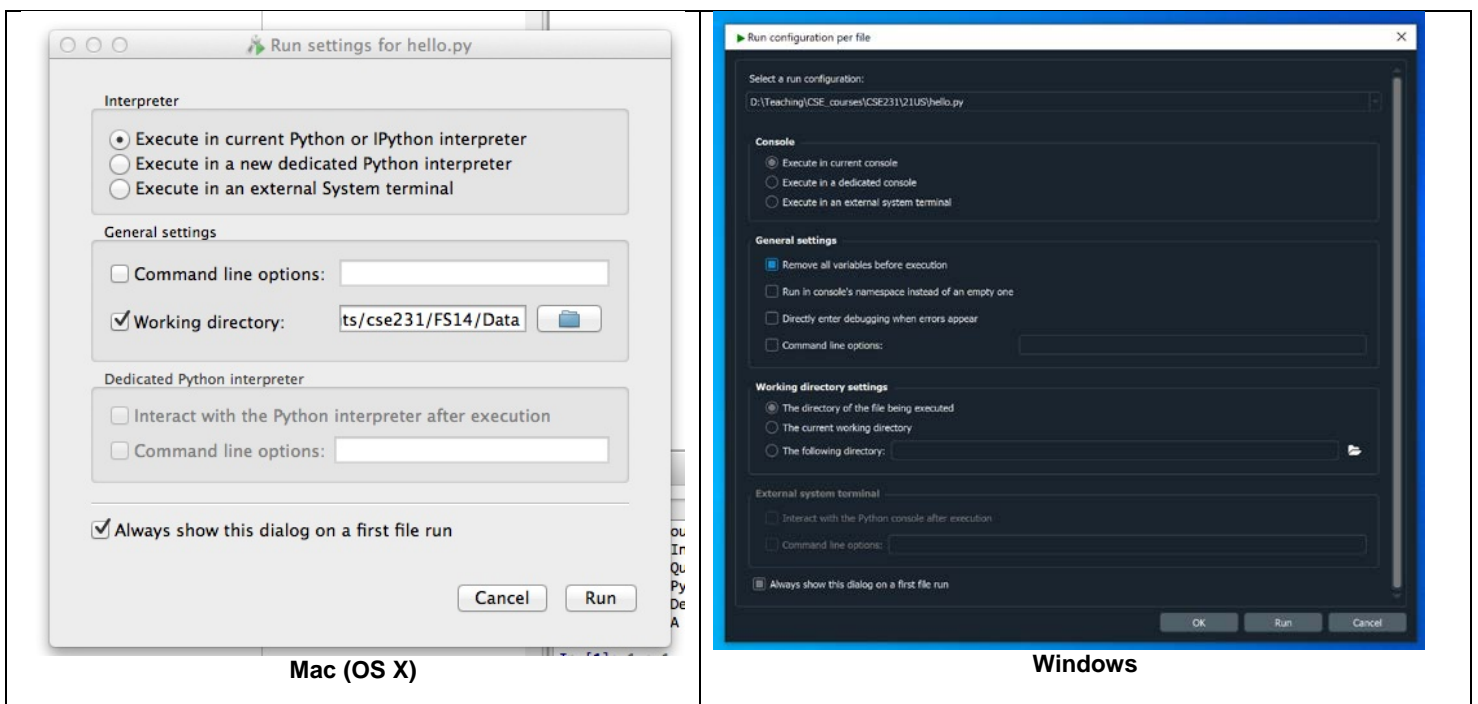 Run settings for hello.py
Interpreter
Execute in current Python or IPython interpreter
Execute in a new dedicated Python interpreter
Execute in an external System terminal
General settings
Command line options:
Working directory: ts/cse231/FS14/Data
Dedicated Python interpreter
Interact with the Python interpreter after execution
Command line options:
Always show this dialog on a first file run
Cancel Run
ou
In
Qu
Py
De
A
Mac (OS X)
Run configuration per file
Select a run configuration:
D:\Teaching\CSE_courses\CSE231\21US\hello.py
Console
Execute in current console
Execute in a dedicated console
Execute in an external system terminal
General settings
Remove all variables before execution
Run in console's namespace instead of an empty one
Directly enter debugging when errors appear
Command line options:
Working directory settings
The directory of the file being executed
The current working directory
The following directory:
External system terminal
Interact with the Python console after execution
Command line options:
Always show this dialog on a first file run
OK Run Cancel
Windows